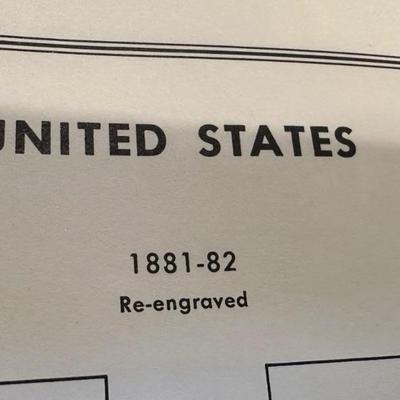 UNITED STATES
1881-82
Re-engraved